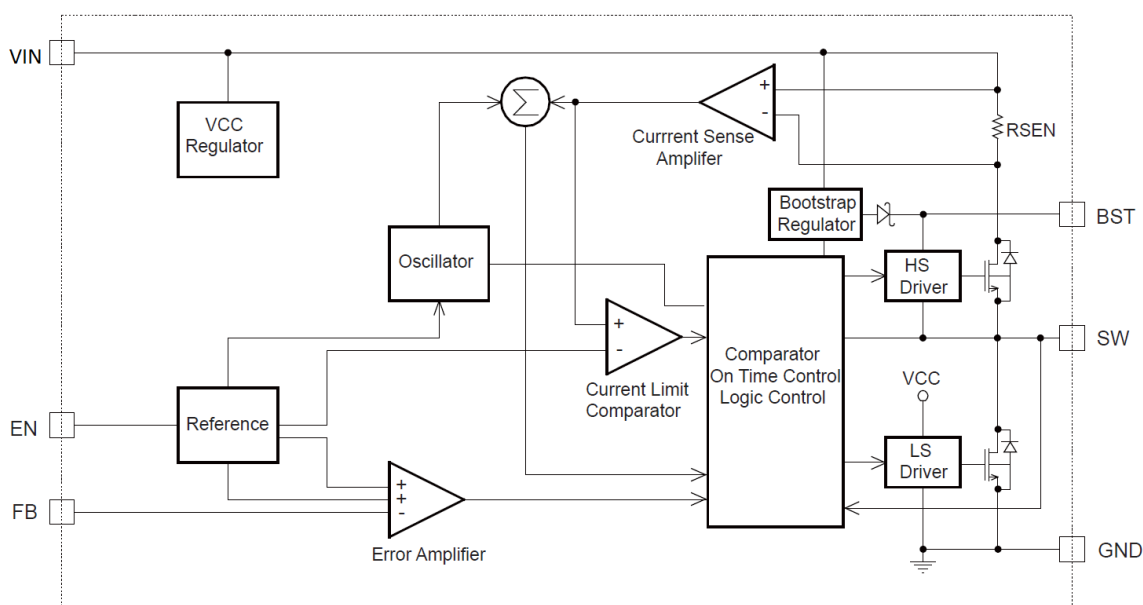 VIN
VCC
Regulator
Σ
+
-
Currrent Sense
Amplifer
RSEN
Bootstrap
Regulator
BST
Oscillator
HS
Driver
+
-
Current Limit
Comparator
Comparator
On Time Control
Logic Control
SW
VCC
EN
Reference
LS
Driver
FB
+
+
-
Error Amplifier
GND